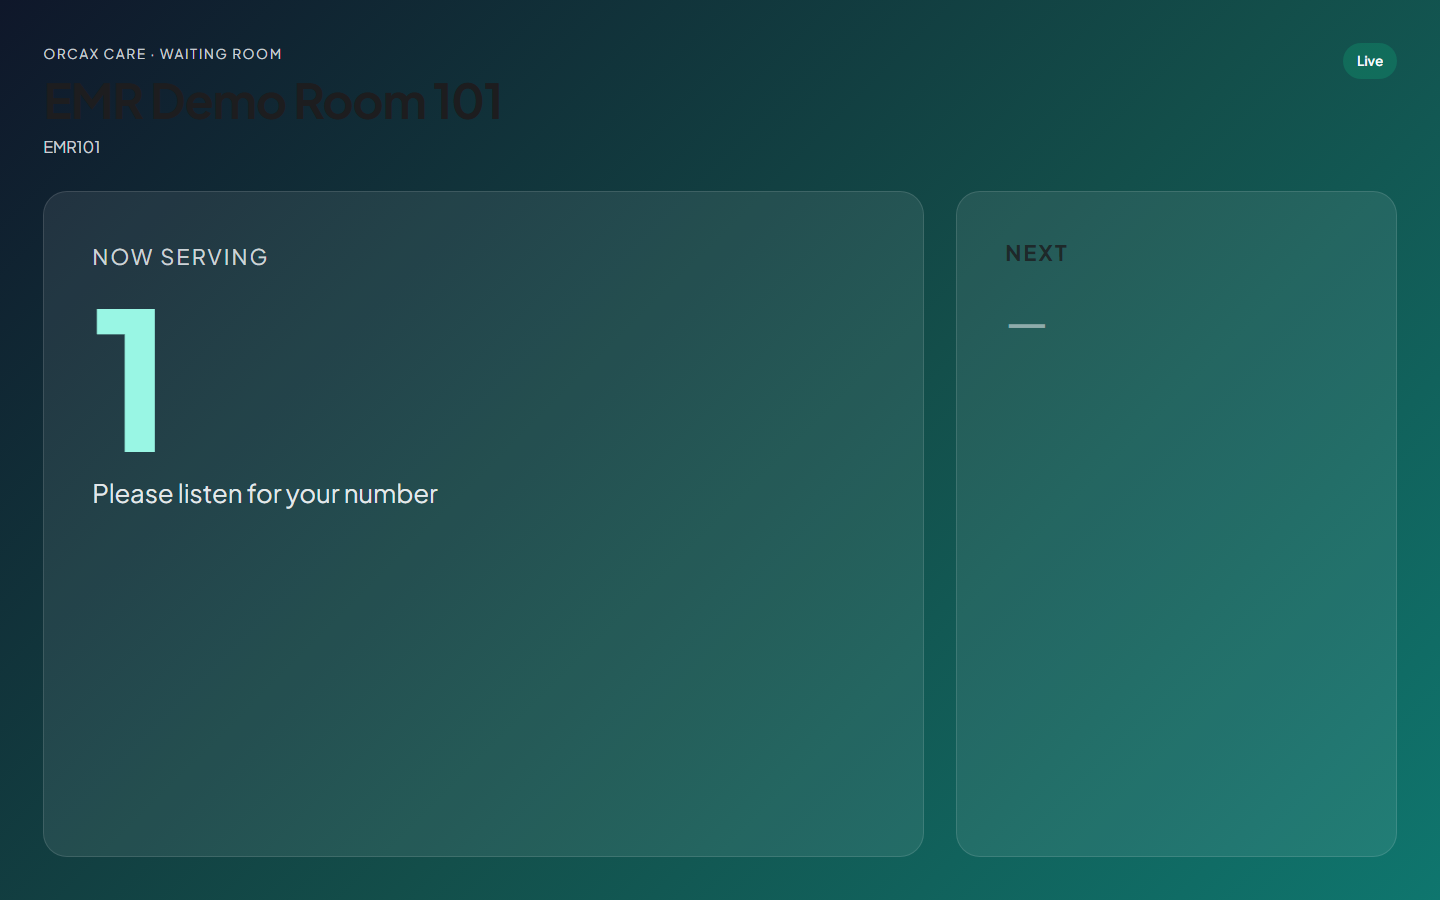 ORCAX CARE · WAITING ROOM
EMR Demo Room 101
EMR101
Live
NOW SERVING
1
Please listen for your number
NEXT
—